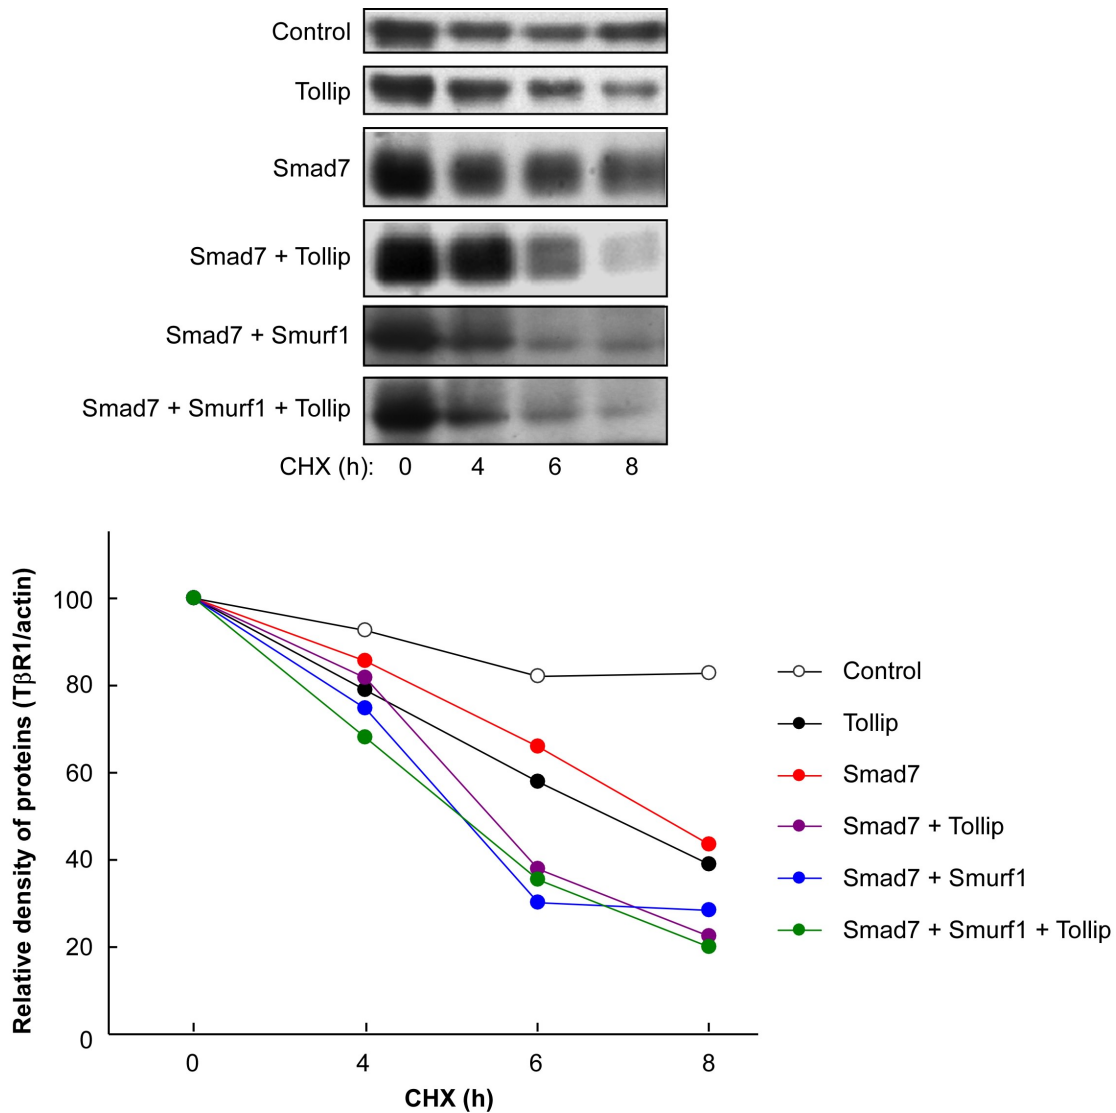 Control
Tollip
Smad7
Smad7 + Tollip
Smad7 + Smurf1
Smad7 + Smurf1 + Tollip
CHX (h): 0 4 6 8
Relative density of proteins (TβR1/actin)
100
80
60
40
20
0
0 4 6 8
CHX (h)
Control
Tollip
Smad7
Smad7 + Tollip
Smad7 + Smurf1
Smad7 + Smurf1 + Tollip